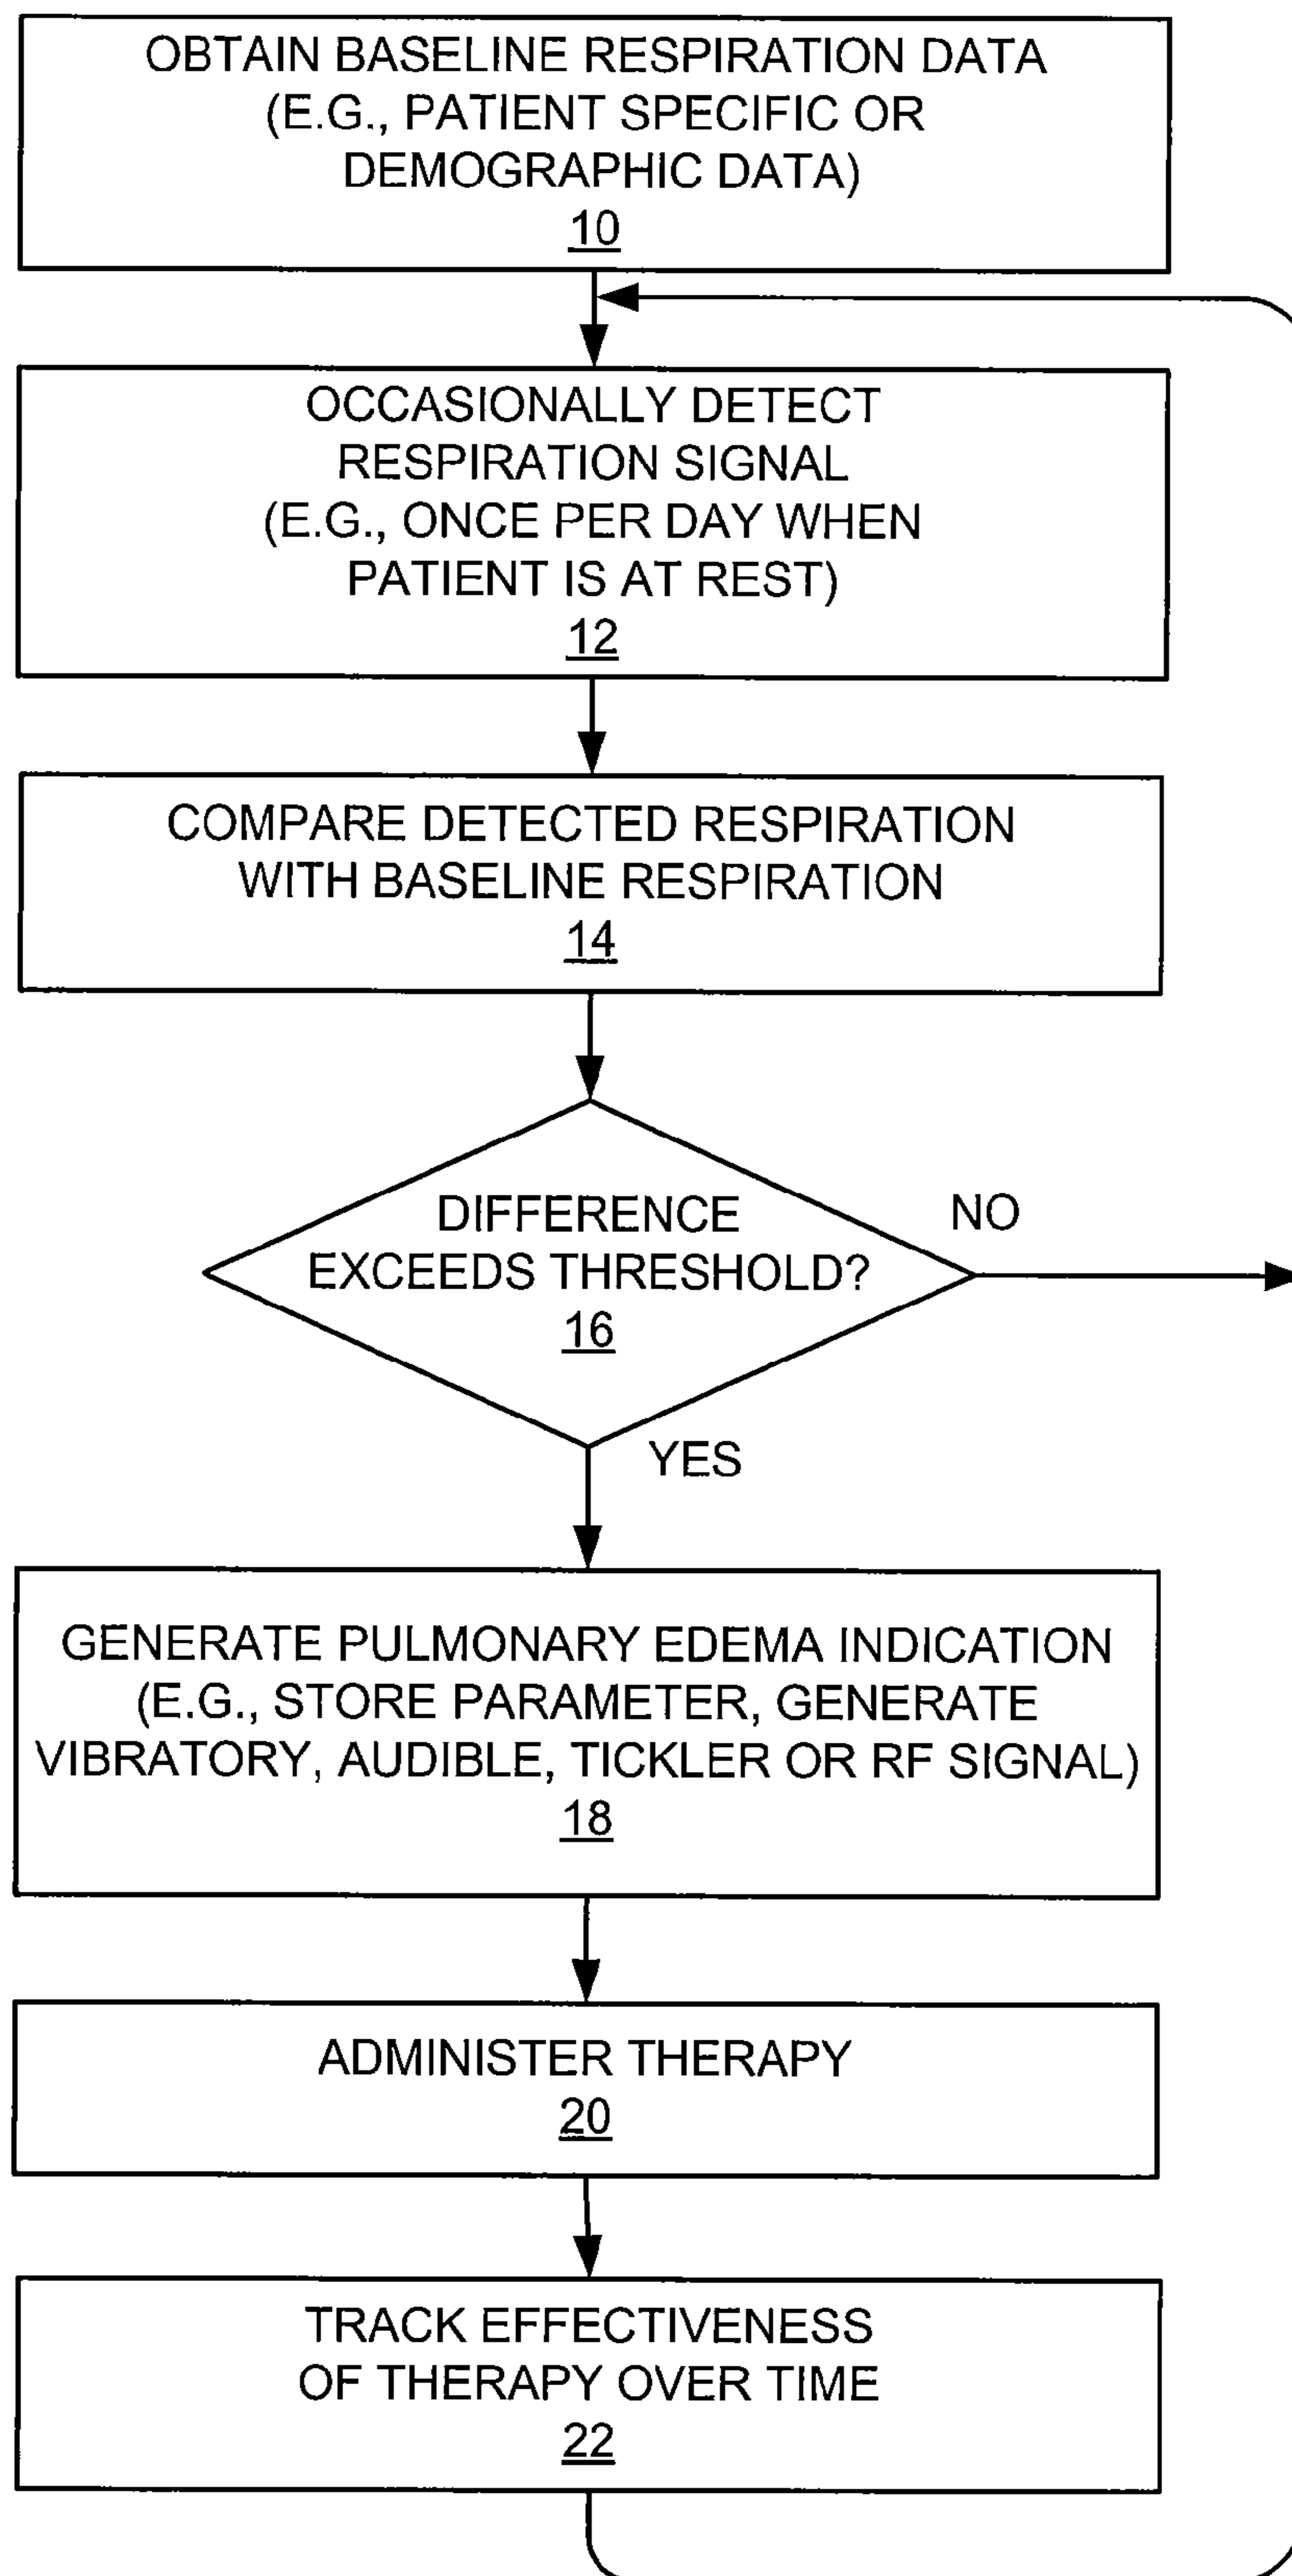 OBTAIN BASELINE RESPIRATION DATA
(E.G., PATIENT SPECIFIC OR
DEMOGRAPHIC DATA)
10
OCCASIONALLY DETECT
RESPIRATION SIGNAL
(E.G., ONCE PER DAY WHEN
PATIENT IS AT REST)
12
COMPARE DETECTED RESPIRATION
WITH BASELINE RESPIRATION
14
DIFFERENCE
EXCEEDS THRESHOLD?
16
NO
YES
GENERATE PULMONARY EDEMA INDICATION
(E.G., STORE PARAMETER, GENERATE
VIBRATORY, AUDIBLE, TICKLER OR RF SIGNAL)
18
ADMINISTER THERAPY
20
TRACK EFFECTIVENESS
OF THERAPY OVER TIME
22